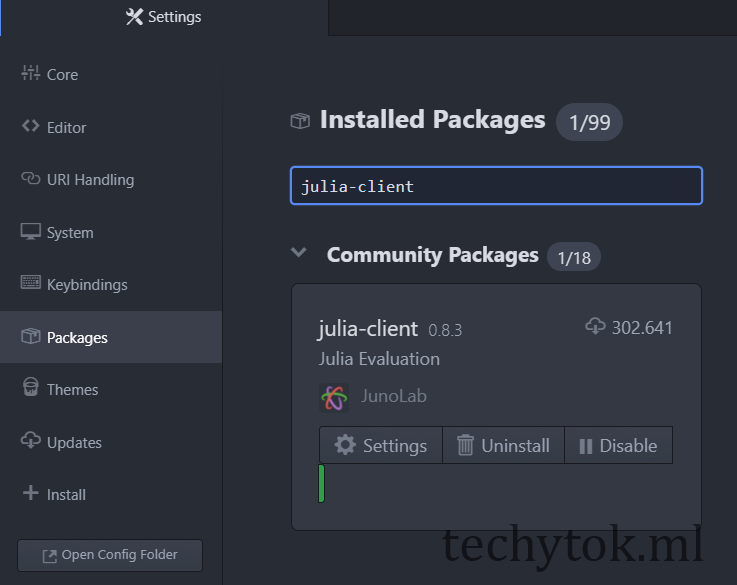 Settings
Core
Editor
URI Handling
System
Keybindings
Packages
Themes
Updates
Install
Open Config Folder
Installed Packages 1/99
julia-client
Community Packages 1/18
julia-client 0.8.3 302.641
Julia Evaluation
JunoLab
Settings Uninstall Disable
techytok.ml